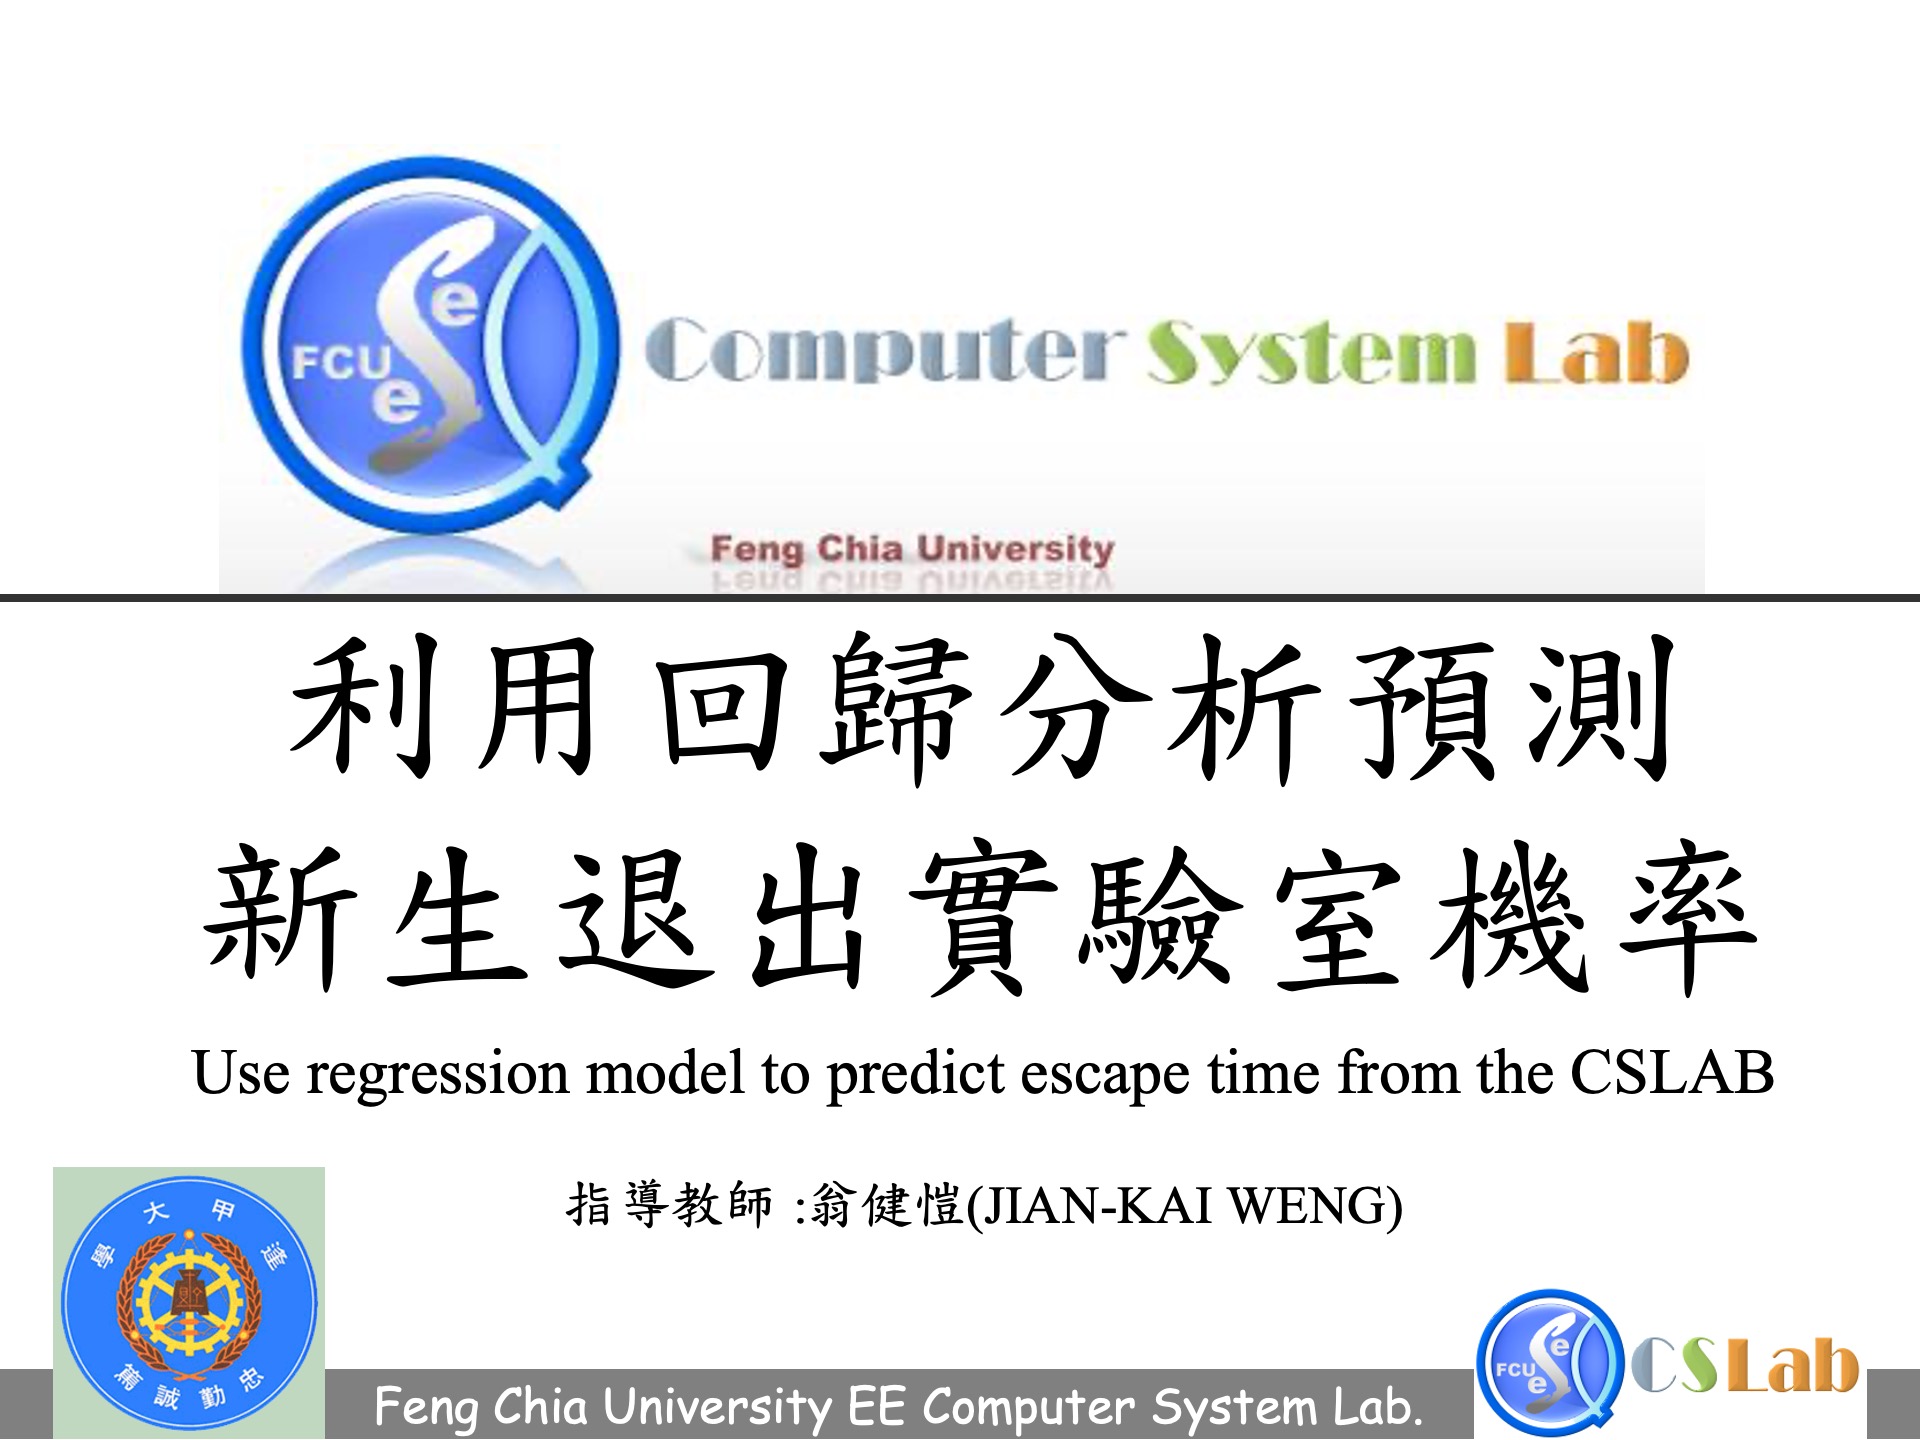 FCU
e
e
Computer System Lab
Feng Chia University
利用回歸分析預測
新生退出實驗室機率
Use regression model to predict escape time from the CSLAB
指導教師 :翁健愷(JIAN-KAI WENG)
逢甲大學
忠勤誠篤
Feng Chia University EE Computer System Lab.
FCU
e
e
CSLab